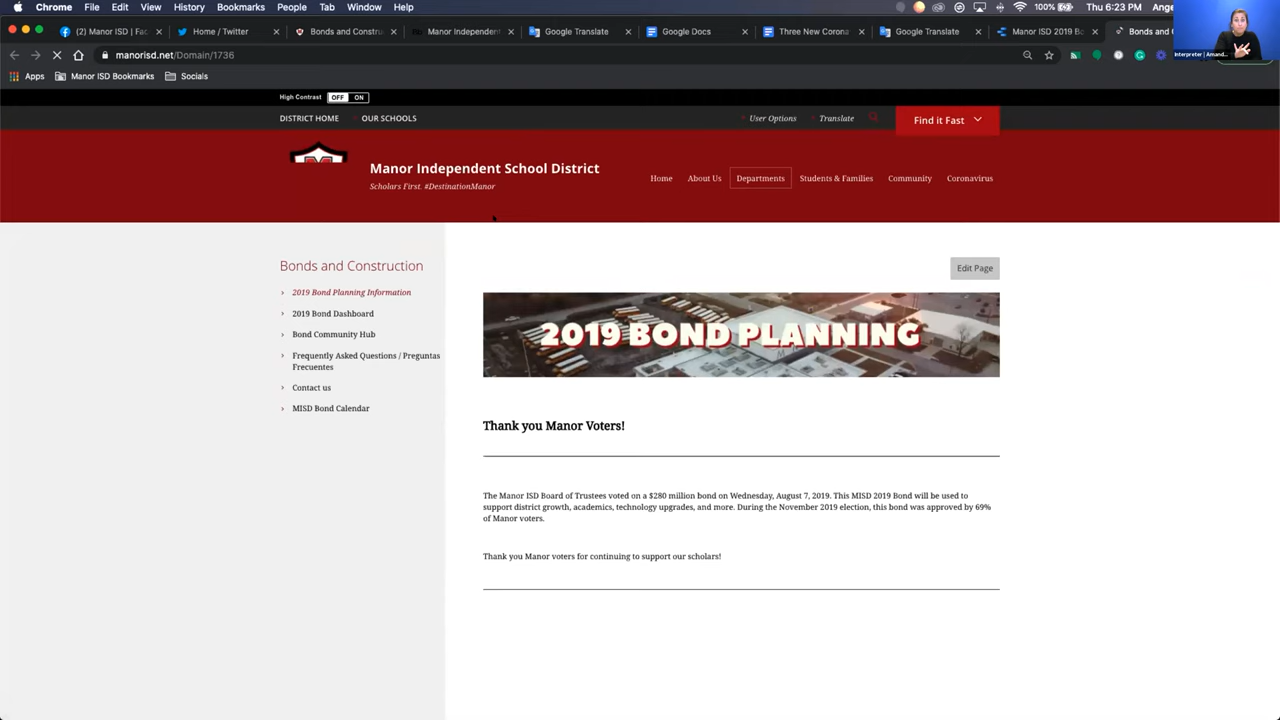 Chrome File Edit View History Bookmarks People Tab Window Help
100% Thu 6:23 PM Ange
(2) Manor ISD | Fac
Home / Twitter
Bonds and Constru
Manor Independent
Google Translate
Google Docs
Three New Corona
Google Translate
Manor ISD 2019 B
Bonds and C
manorisd.net/Domain/1736
Apps Manor ISD Bookmarks Socials
Interpreter | Amand...
High Contrast OFF ON
DISTRICT HOME OUR SCHOOLS
User Options Translate
Find it Fast
Manor Independent School District
Scholars First. #DestinationManor
Home About Us Departments Students & Families Community Coronavirus
Bonds and Construction
2019 Bond Planning Information
2019 Bond Dashboard
Bond Community Hub
Frequently Asked Questions / Preguntas
Frecuentes
Contact us
MISD Bond Calendar
Edit Page
2019 BOND PLANNING
Thank you Manor Voters!
The Manor ISD Board of Trustees voted on a $280 million bond on Wednesday, August 7, 2019. This MISD 2019 Bond will be used to
support district growth, academics, technology upgrades, and more. During the November 2019 election, this bond was approved by 69%
of Manor voters.
Thank you Manor voters for continuing to support our scholars!